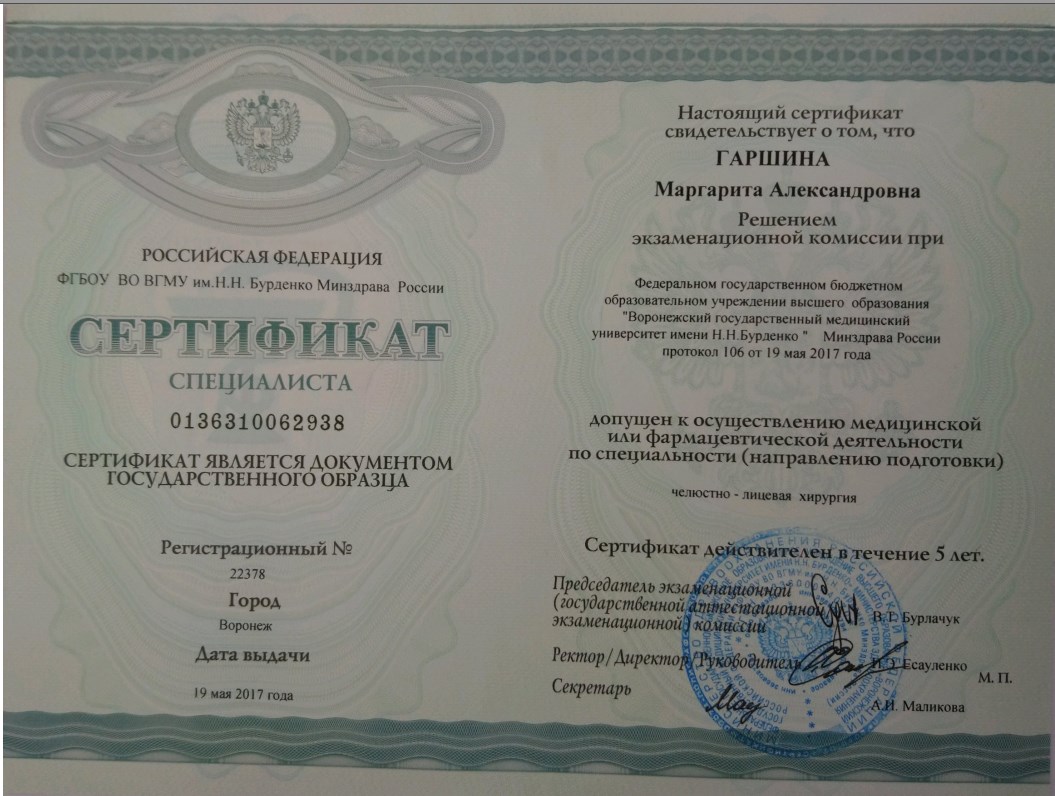 РОССИЙСКАЯ ФЕДЕРАЦИЯ
ФГБОУ ВО ВГМУ им.Н.Н. Бурденко Минздрава России
СЕРТИФИКАТ
СПЕЦИАЛИСТА
0136310062938
СЕРТИФИКАТ ЯВЛЯЕТСЯ ДОКУМЕНТОМ
ГОСУДАРСТВЕННОГО ОБРАЗЦА
Регистрационный №
22378
Город
Воронеж
Дата выдачи
19 мая 2017 года
Настоящий сертификат
свидетельствует о том, что
ГАРШИНА
Маргарита Александровна
Решением
экзаменационной комиссии при
Федеральном государственном бюджетном
образовательном учреждении высшего образования
"Воронежский государственный медицинский
университет имени Н.Н.Бурденко " Минздрава России
протокол 106 от 19 мая 2017 года
допущен к осуществлению медицинской
или фармацевтической деятельности
по специальности (направлению подготовки)
челюстно - лицевая хирургия
Сертификат действителен в течение 5 лет.
Председатель экзаменационной
(государственной аттестационной
экзаменационной) комиссии
Бурлачук
Ректор/Директор/Руководитель
Есауленко
М. П.
Секретарь
А.И. Маликова